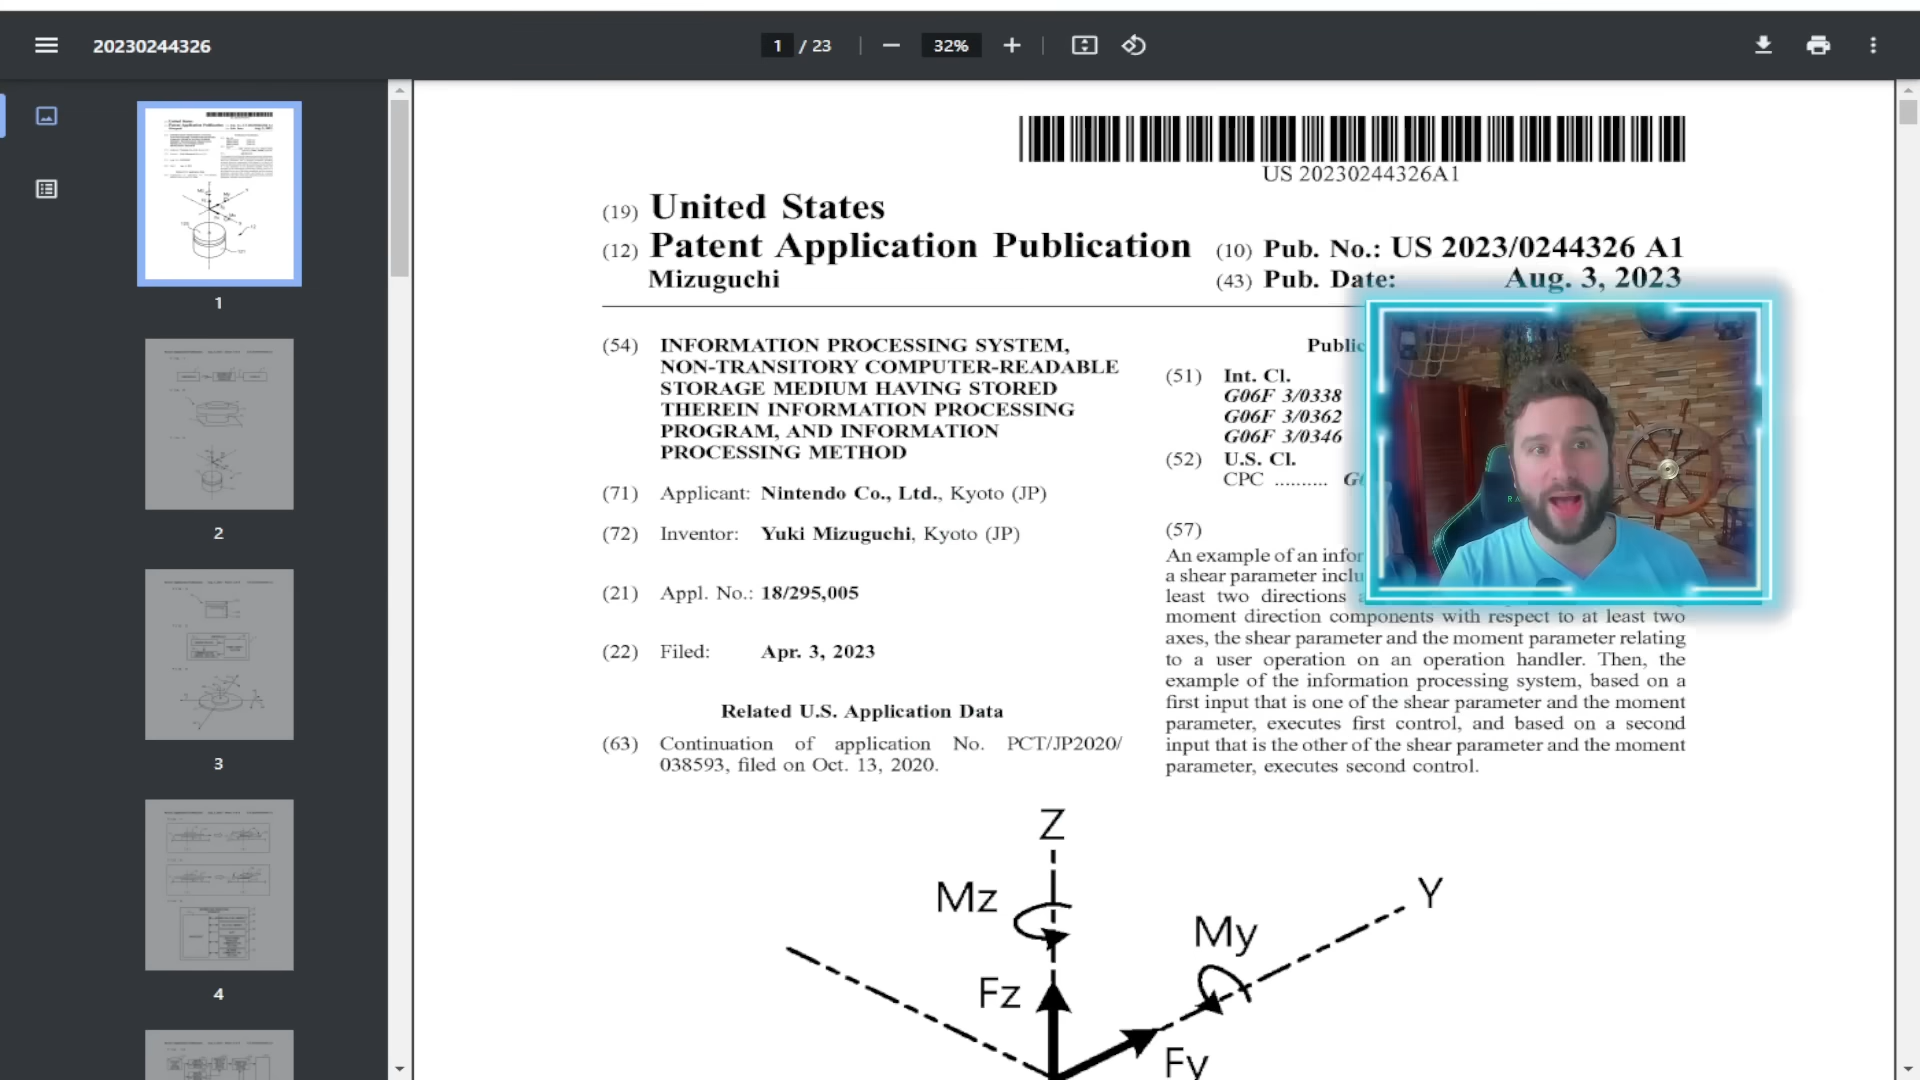 20230244326
1 / 23
32%
1
2
3
4
US 20230244326A1
(19) United States
(12) Patent Application Publication
Mizuguchi
(10) Pub. No.: US 2023/0244326 A1
(43) Pub. Date: Aug. 3, 2023
(54) INFORMATION PROCESSING SYSTEM,
NON-TRANSITORY COMPUTER-READABLE
STORAGE MEDIUM HAVING STORED
THEREIN INFORMATION PROCESSING
PROGRAM, AND INFORMATION
PROCESSING METHOD
(71) Applicant: Nintendo Co., Ltd., Kyoto (JP)
(72) Inventor: Yuki Mizuguchi, Kyoto (JP)
(21) Appl. No.: 18/295,005
(22) Filed: Apr. 3, 2023
Related U.S. Application Data
(63) Continuation of application No. PCT/JP2020/
038593, filed on Oct. 13, 2020.
Public
(51) Int. Cl.
G06F 3/0338
G06F 3/0362
G06F 3/0346
(52) U.S. Cl.
CPC ..........
(57)
An example of an infor
a shear parameter inclu
least two directions
moment direction components with respect to at least two
axes, the shear parameter and the moment parameter relating
to a user operation on an operation handler. Then, the
example of the information processing system, based on a
first input that is one of the shear parameter and the moment
parameter, executes first control, and based on a second
input that is the other of the shear parameter and the moment
parameter, executes second control.
Z
Mz
Y
My
Fz
Fy